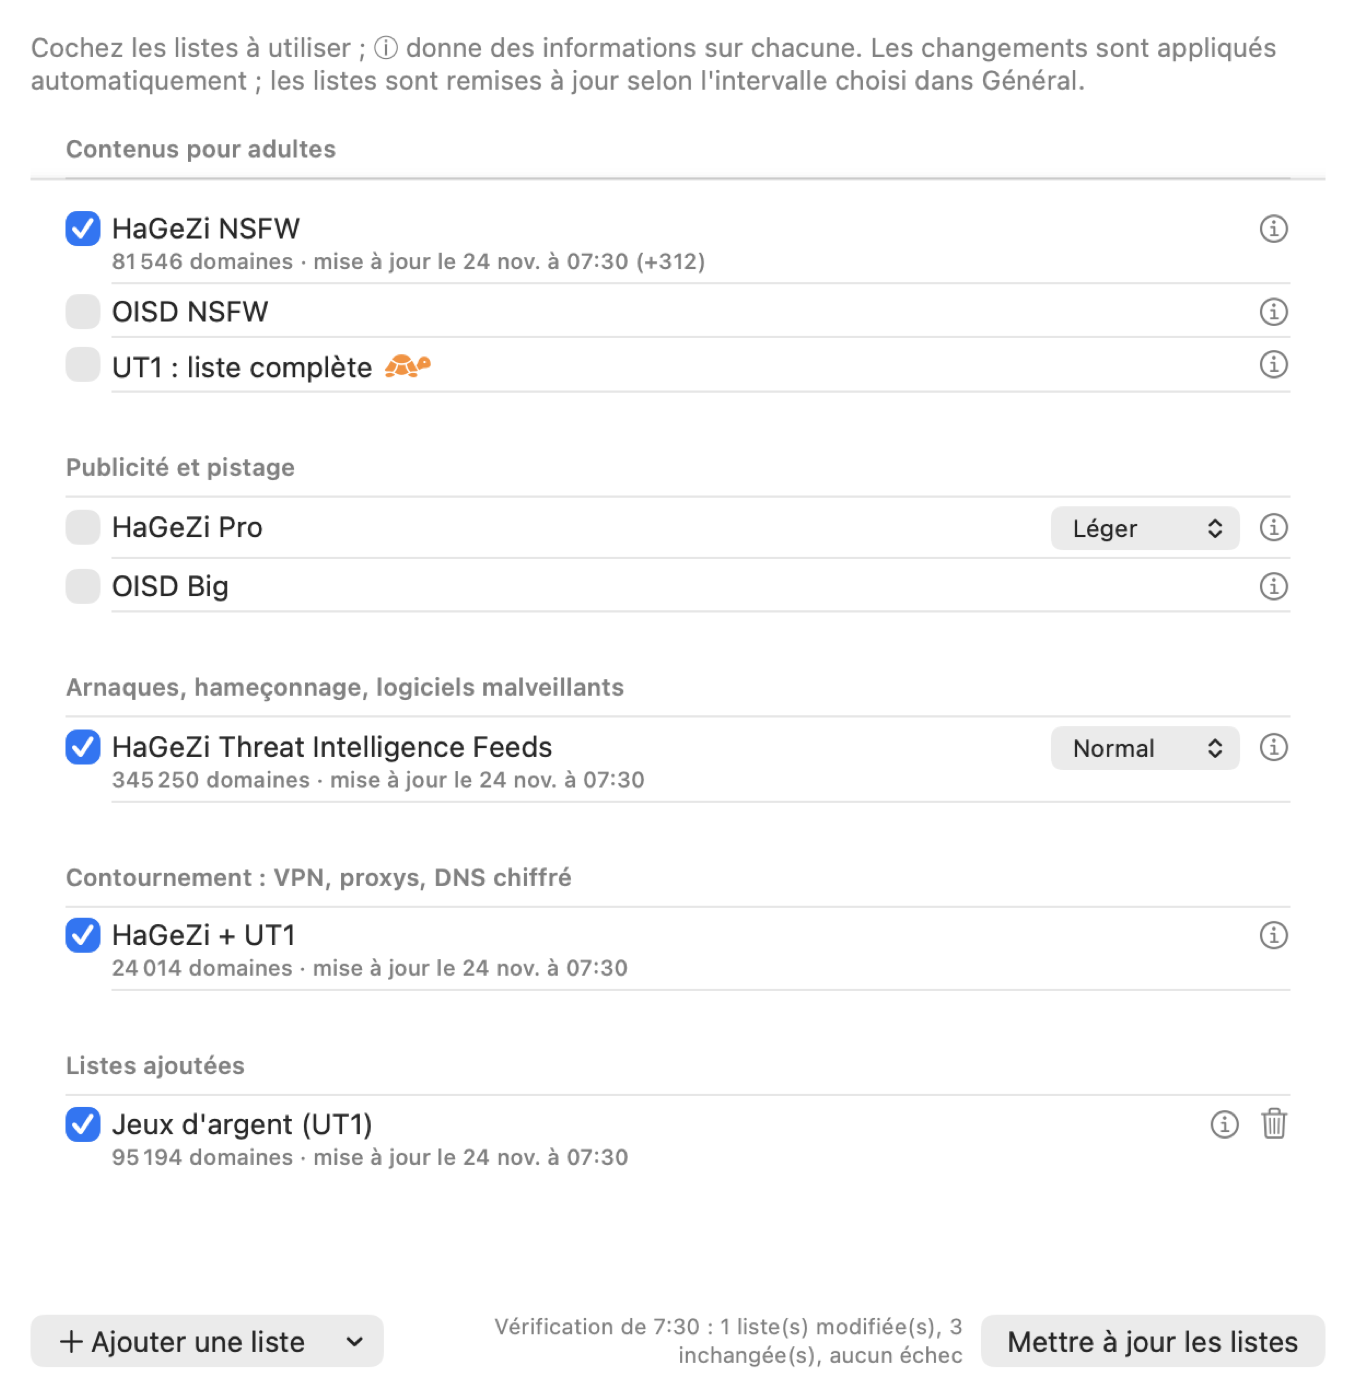 Cochez les listes à utiliser ; ⓘ donne des informations sur chacune. Les changements sont appliqués
automatiquement ; les listes sont remises à jour selon l'intervalle choisi dans Général.
Contenus pour adultes
HaGeZi NSFW
81 546 domaines · mise à jour le 24 nov. à 07:30 (+312)
OISD NSFW
UT1 : liste complète
Publicité et pistage
HaGeZi Pro
Léger
OISD Big
Arnaques, hameçonnage, logiciels malveillants
HaGeZi Threat Intelligence Feeds
Normal
345 250 domaines · mise à jour le 24 nov. à 07:30
Contournement : VPN, proxys, DNS chiffré
HaGeZi + UT1
24 014 domaines · mise à jour le 24 nov. à 07:30
Listes ajoutées
Jeux d'argent (UT1)
95 194 domaines · mise à jour le 24 nov. à 07:30
+ Ajouter une liste
Vérification de 7:30 : 1 liste(s) modifiée(s), 3
inchangée(s), aucun échec
Mettre à jour les listes